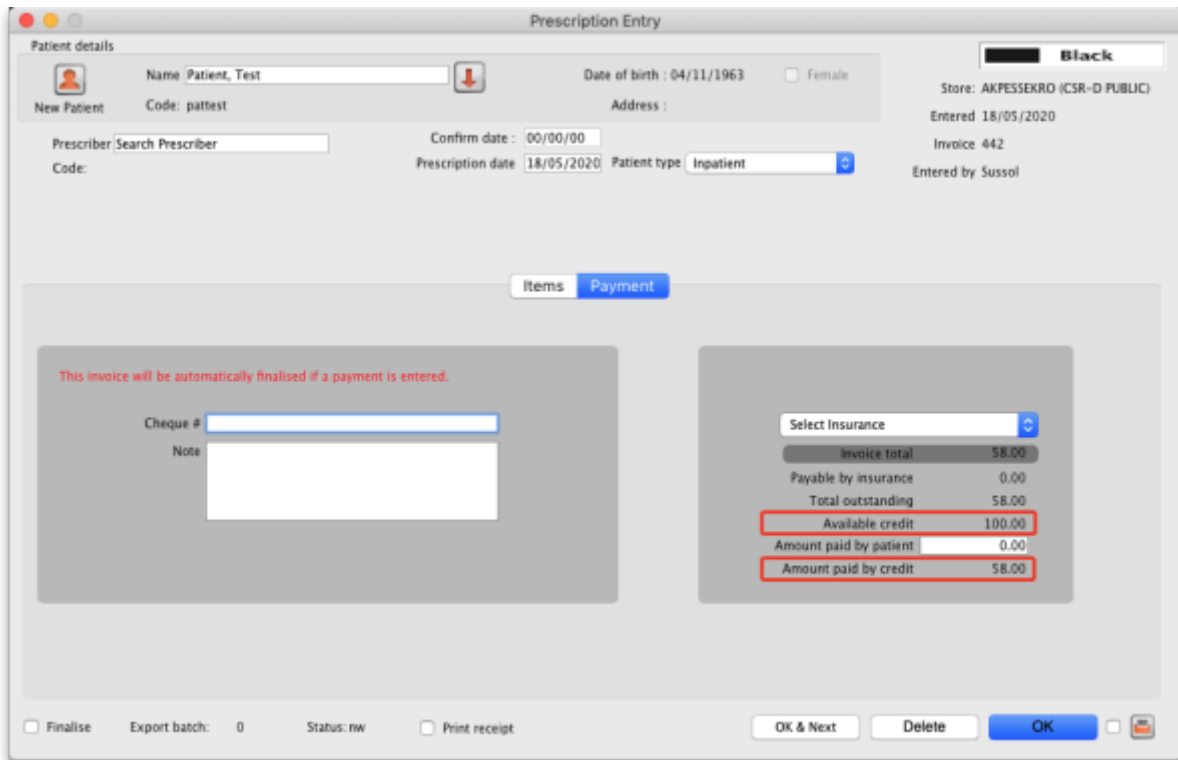 Prescription Entry
Patient details
Black
Name Patient, Test
Date of birth : 04/11/1963
Female
Store: AKPESSEKRO (CSR-D PUBLIC)
New Patient
Code: pattest
Address :
Entered 18/05/2020
Prescriber Search Prescriber
Confirm date : 00/00/00
Invoice 442
Code:
Prescription date 18/05/2020 Patient type Inpatient
Entered by Sussol
Items Payment
This invoice will be automatically finalised if a payment is entered.
Cheque #
Note
Select Insurance
Invoice total 58.00
Payable by insurance 0.00
Total outstanding 58.00
Available credit 100.00
Amount paid by patient 0.00
Amount paid by credit 58.00
Finalise Export batch: 0 Status: nw Print receipt OK & Next Delete OK